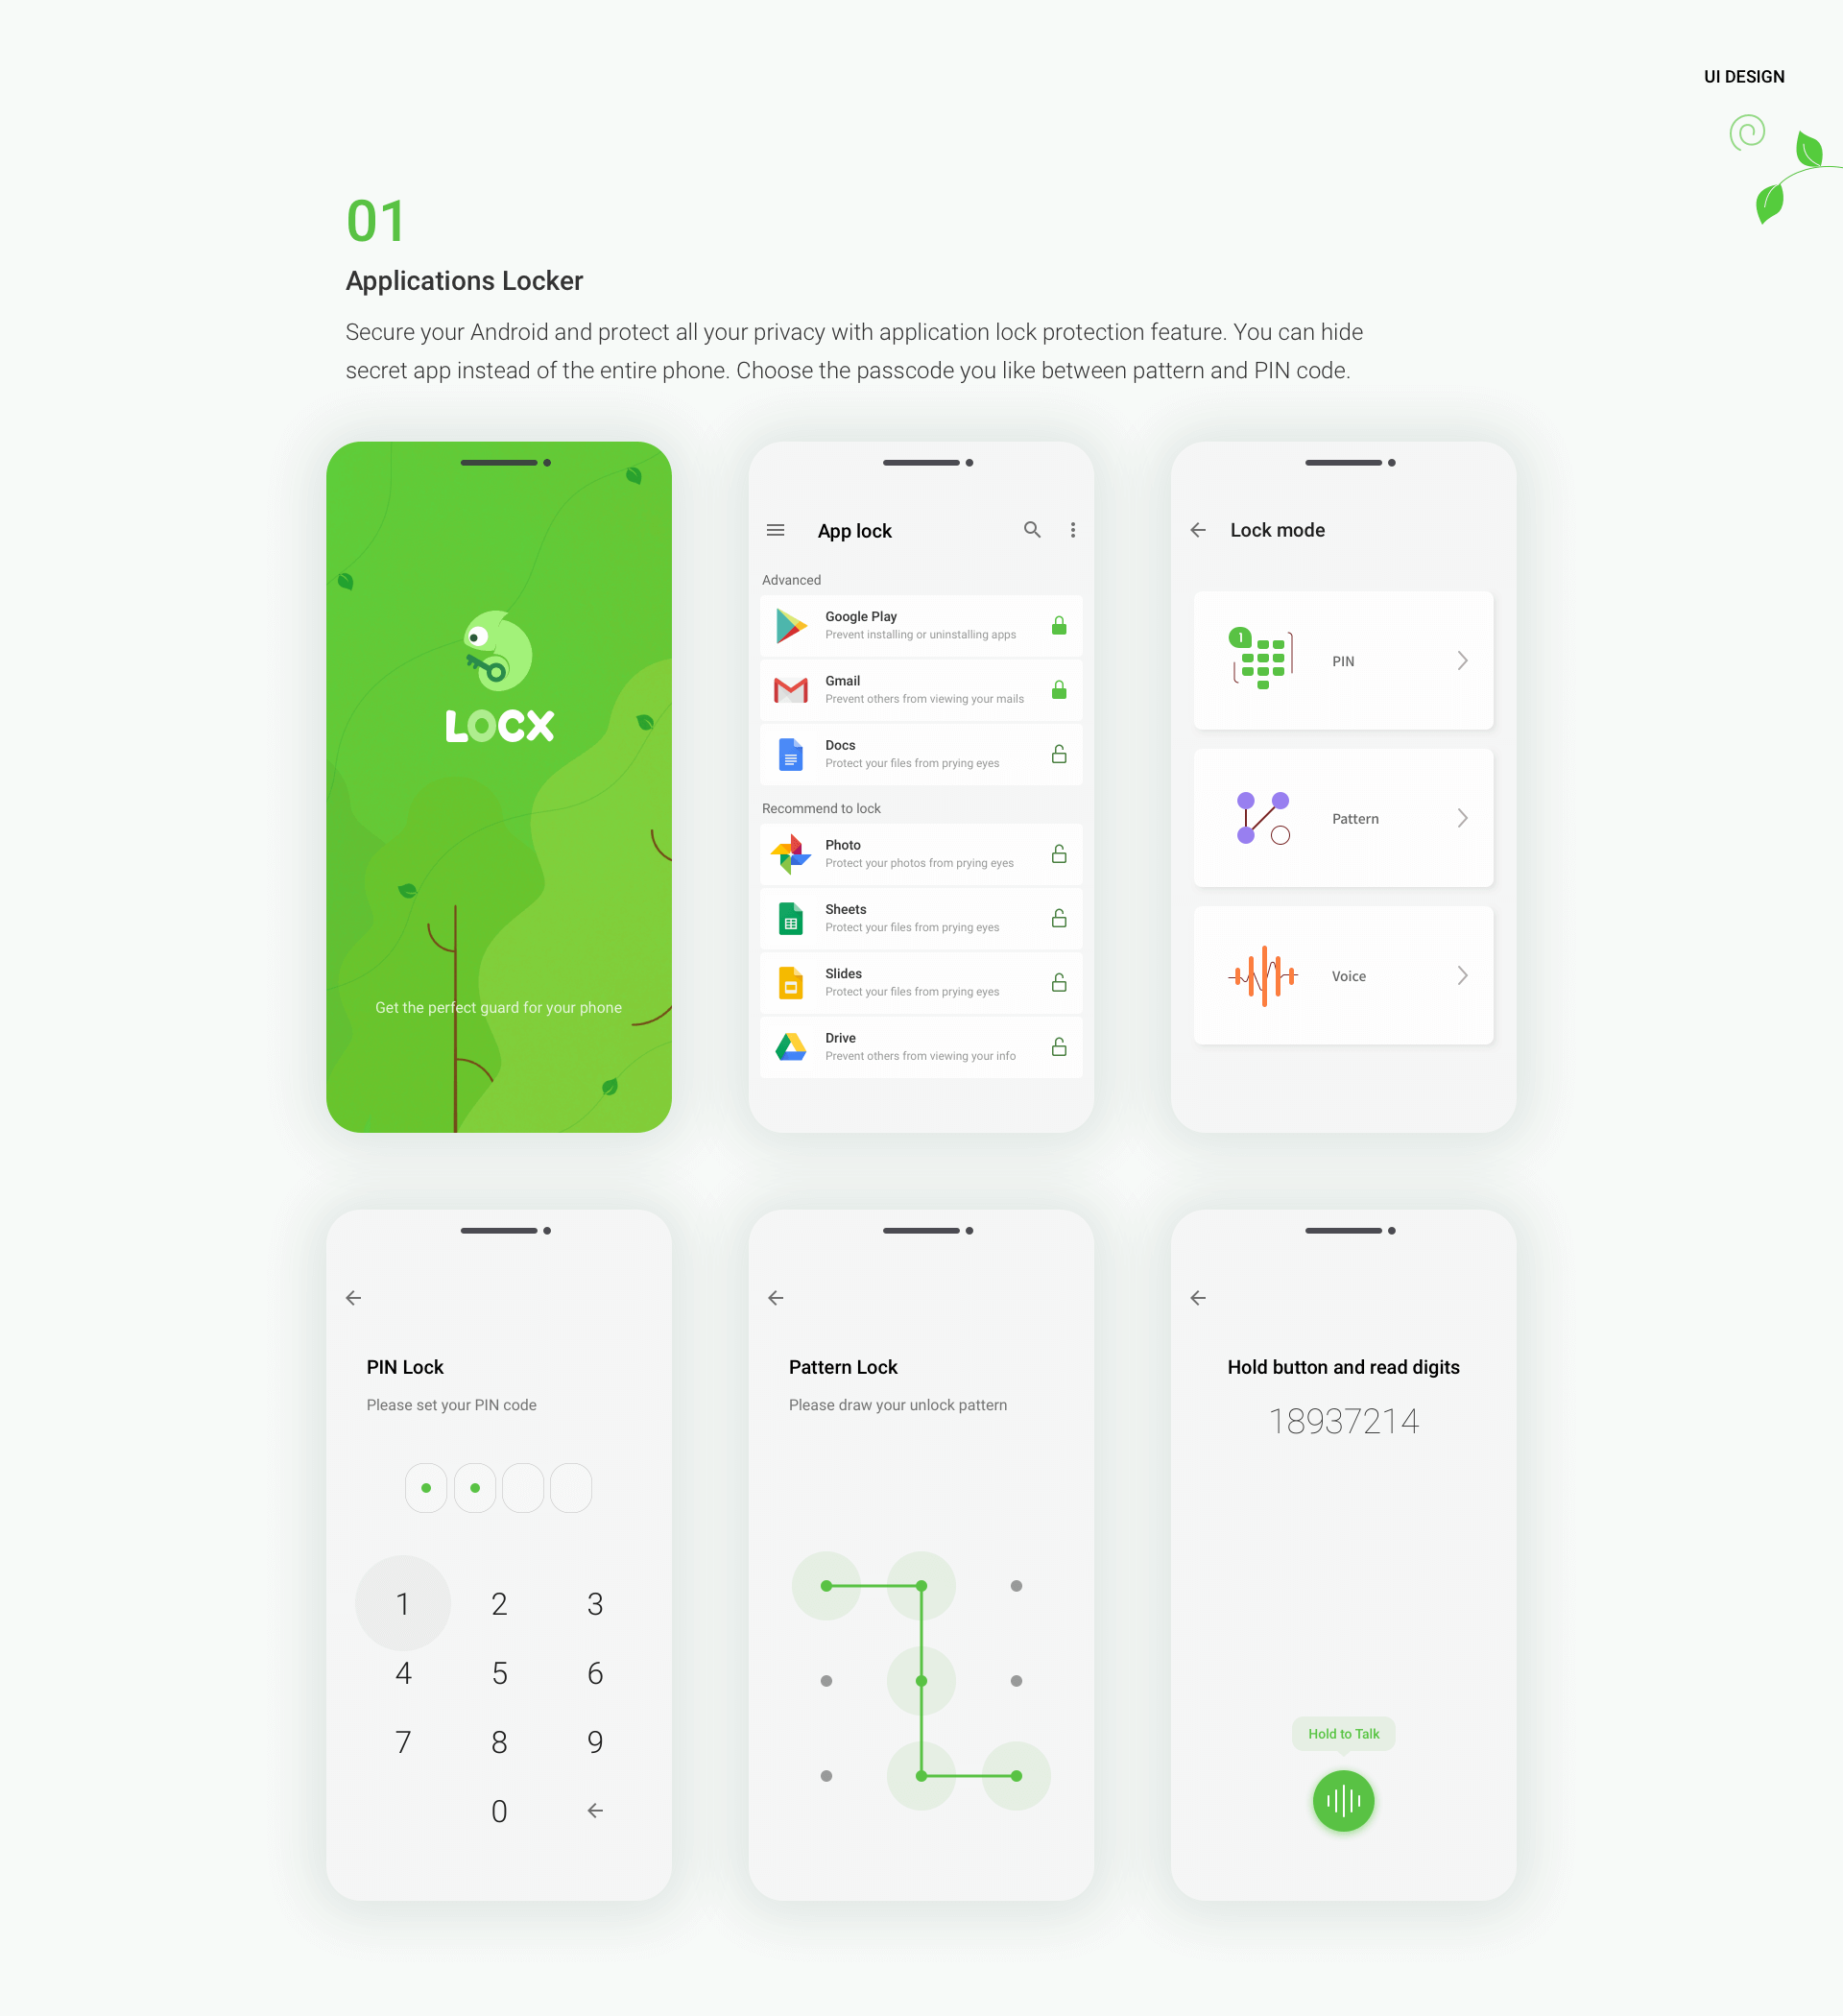 UI DESIGN
01
Applications Locker
Secure your Android and protect all your privacy with application lock protection feature. You can hide
secret app instead of the entire phone. Choose the passcode you like between pattern and PIN code.
LOCX
Get the perfect guard for your phone
App lock
Advanced
Google Play
Prevent installing or uninstalling apps
Gmail
Prevent others from viewing your mails
Docs
Protect your files from prying eyes
Recommend to lock
Photo
Protect your photos from prying eyes
Sheets
Protect your files from prying eyes
Slides
Protect your files from prying eyes
Drive
Prevent others from viewing your info
Lock mode
1
PIN
Pattern
Voice
PIN Lock
Please set your PIN code
1 2 3
4 5 6
7 8 9
0
Pattern Lock
Please draw your unlock pattern
Hold button and read digits
18937214
Hold to Talk